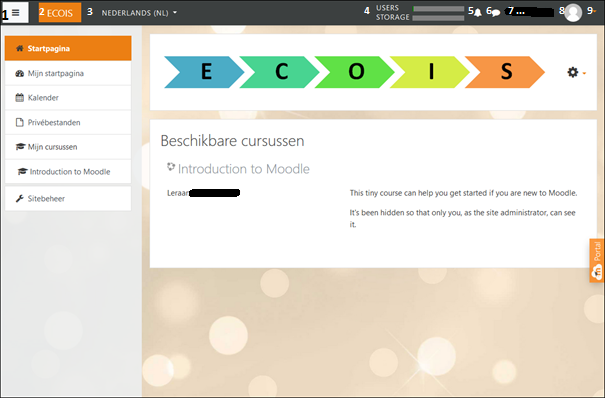 1 2 ECOIS 3 NEDERLANDS (NL) 4 USERS 5 6 7 ... 8 9
STORAGE
Startpagina
Mijn startpagina
Kalender
Privébestanden
Mijn cursussen
Introduction to Moodle
Sitebeheer
E C O I S
Beschikbare cursussen
Introduction to Moodle
Leraar
This tiny course can help you get started if you are new to Moodle.
It's been hidden so that only you, as the site administrator, can see
it.
Portal